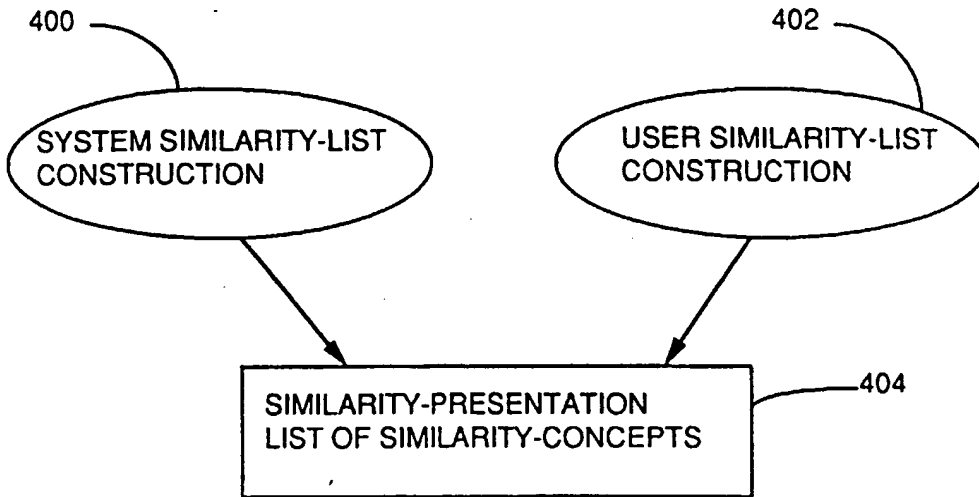 400
402
SYSTEM SIMILARITY-LIST
CONSTRUCTION
USER SIMILARITY-LIST
CONSTRUCTION
404
SIMILARITY-PRESENTATION
LIST OF SIMILARITY-CONCEPTS